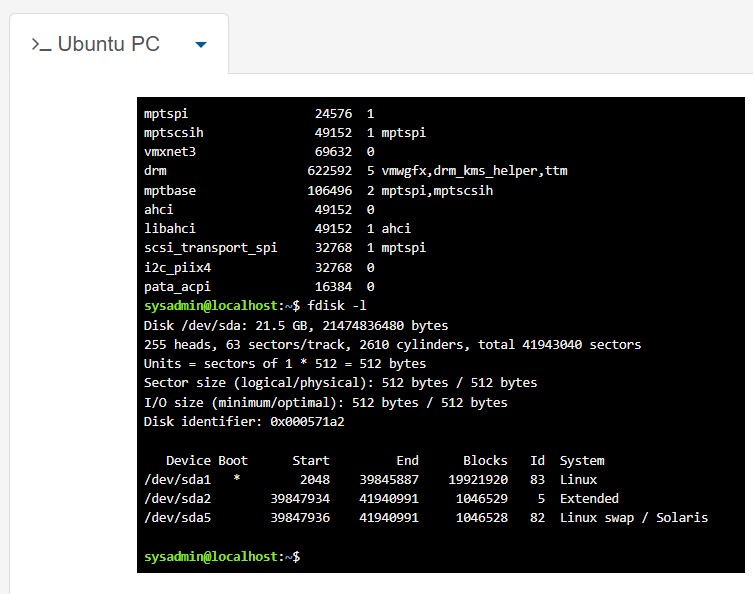 >_ Ubuntu PC
mptspi 24576 1
mptscsih 49152 1 mptspi
vmxnet3 69632 0
drm 622592 5 vmwgfx,drm_kms_helper,ttm
mptbase 106496 2 mptspi,mptscsih
ahci 49152 0
libahci 49152 1 ahci
scsi_transport_spi 32768 1 mptspi
i2c_piix4 32768 0
pata_acpi 16384 0
sysadmin@localhost:~$ fdisk -l
Disk /dev/sda: 21.5 GB, 21474836480 bytes
255 heads, 63 sectors/track, 2610 cylinders, total 41943040 sectors
Units = sectors of 1 * 512 = 512 bytes
Sector size (logical/physical): 512 bytes / 512 bytes
I/O size (minimum/optimal): 512 bytes / 512 bytes
Disk identifier: 0x000571a2
Device Boot Start End Blocks Id System
/dev/sda1 * 2048 39845887 19921920 83 Linux
/dev/sda2 39847934 41940991 1046529 5 Extended
/dev/sda5 39847936 41940991 1046528 82 Linux swap / Solaris
sysadmin@localhost:~$